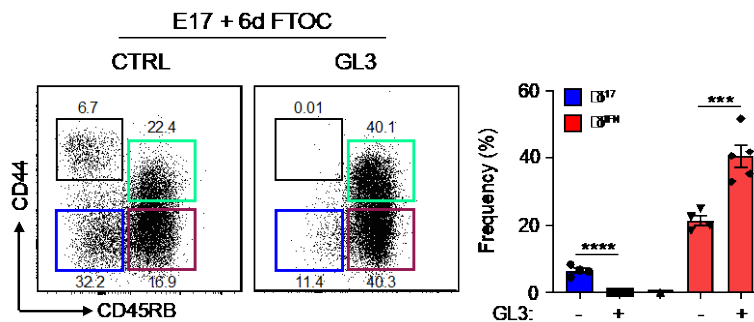 E17 + 6d FTOC
CTRL
GL3
6.7
22.4
32.2
16.9
0.01
40.1
11.4
40.3
CD44
CD45RB
Frequency (%)
60
40
20
0
****
***
GL3:
-
+
-
+